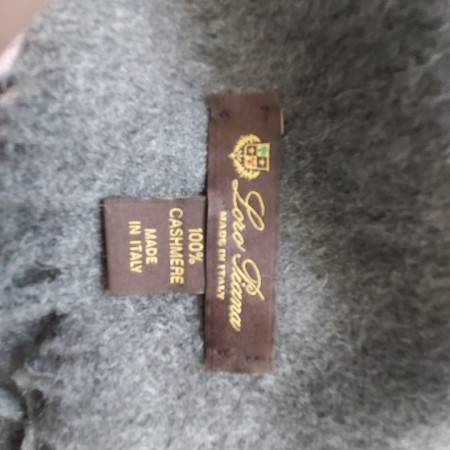 Loro Piana
MADE IN ITALY
100%
CASHMERE
MADE
IN ITALY